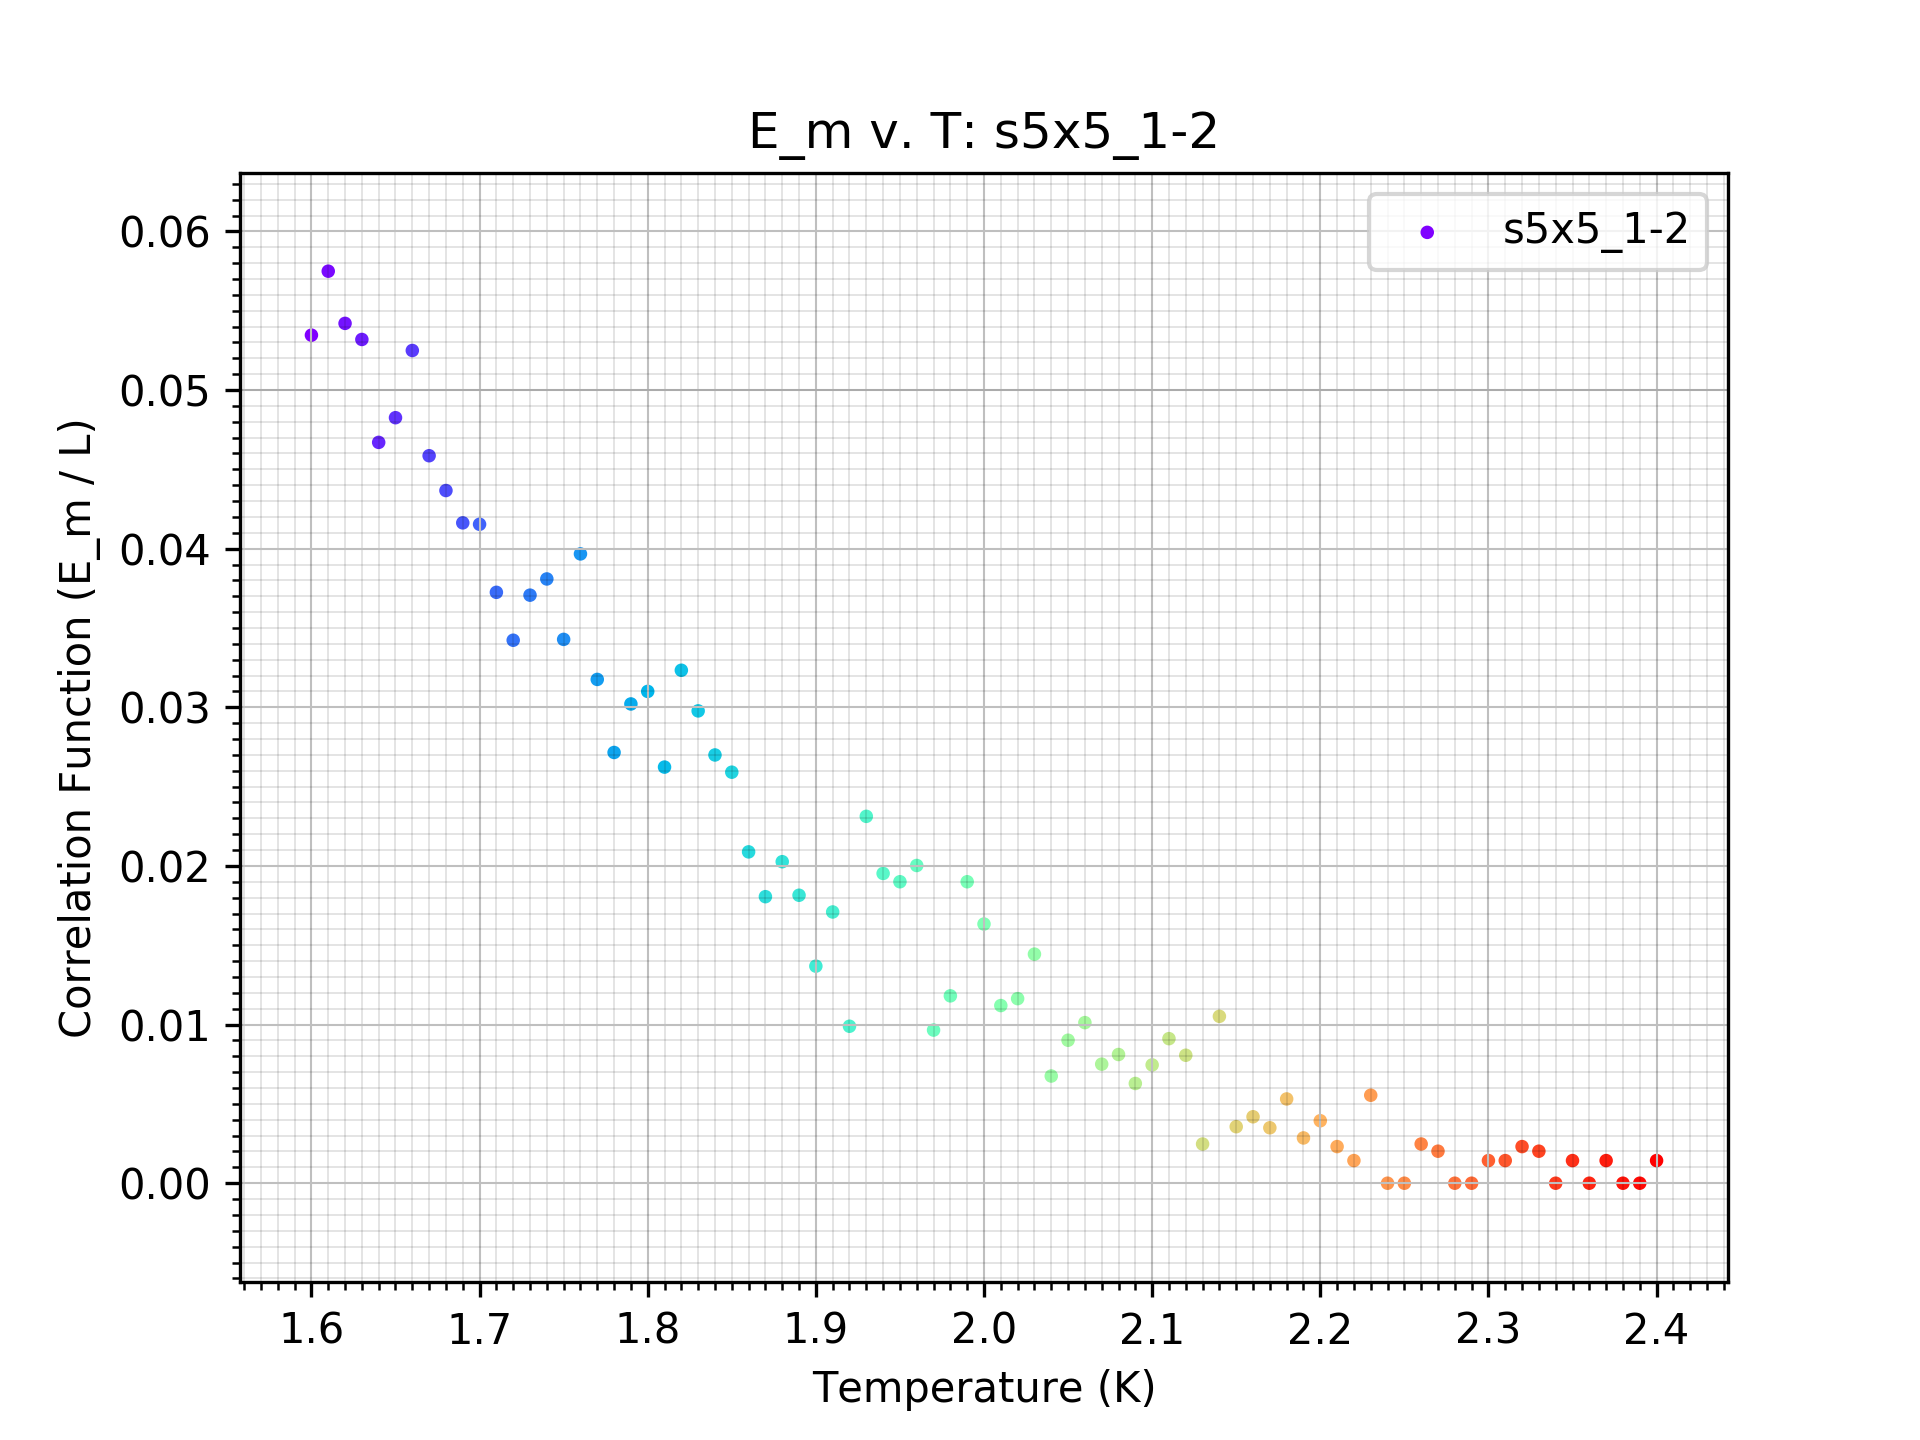 E_m v. T: s5x5_1-2
s5x5_1-2
Correlation Function (E_m / L)
0.06
0.05
0.04
0.03
0.02
0.01
0.00
1.6 1.7 1.8 1.9 2.0 2.1 2.2 2.3 2.4
Temperature (K)